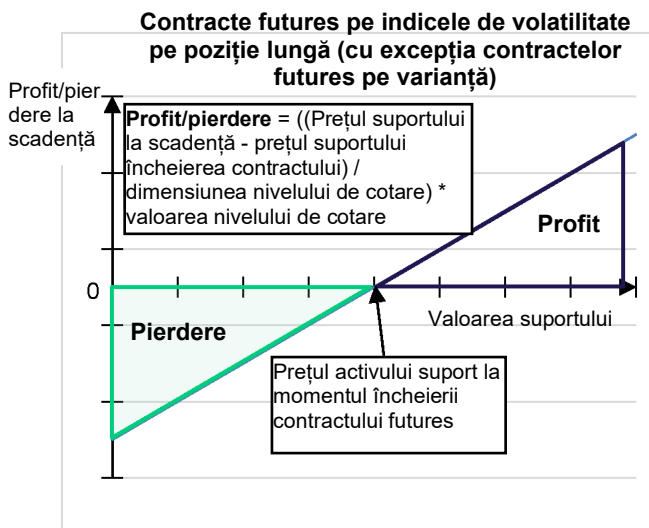 Contracte futures pe indicele de volatilitate
pe poziție lungă (cu excepția contractelor
futures pe varianță)
Profit/pier
dere la
scadență
Profit/pierdere = ((Prețul suportului
la scadență - prețul suportului
încheierea contractului) /
dimensiunea nivelului de cotare) *
valoarea nivelului de cotare
Profit
0
Valoarea suportului
Pierdere
Prețul activului suport la
momentul încheierii
contractului futures